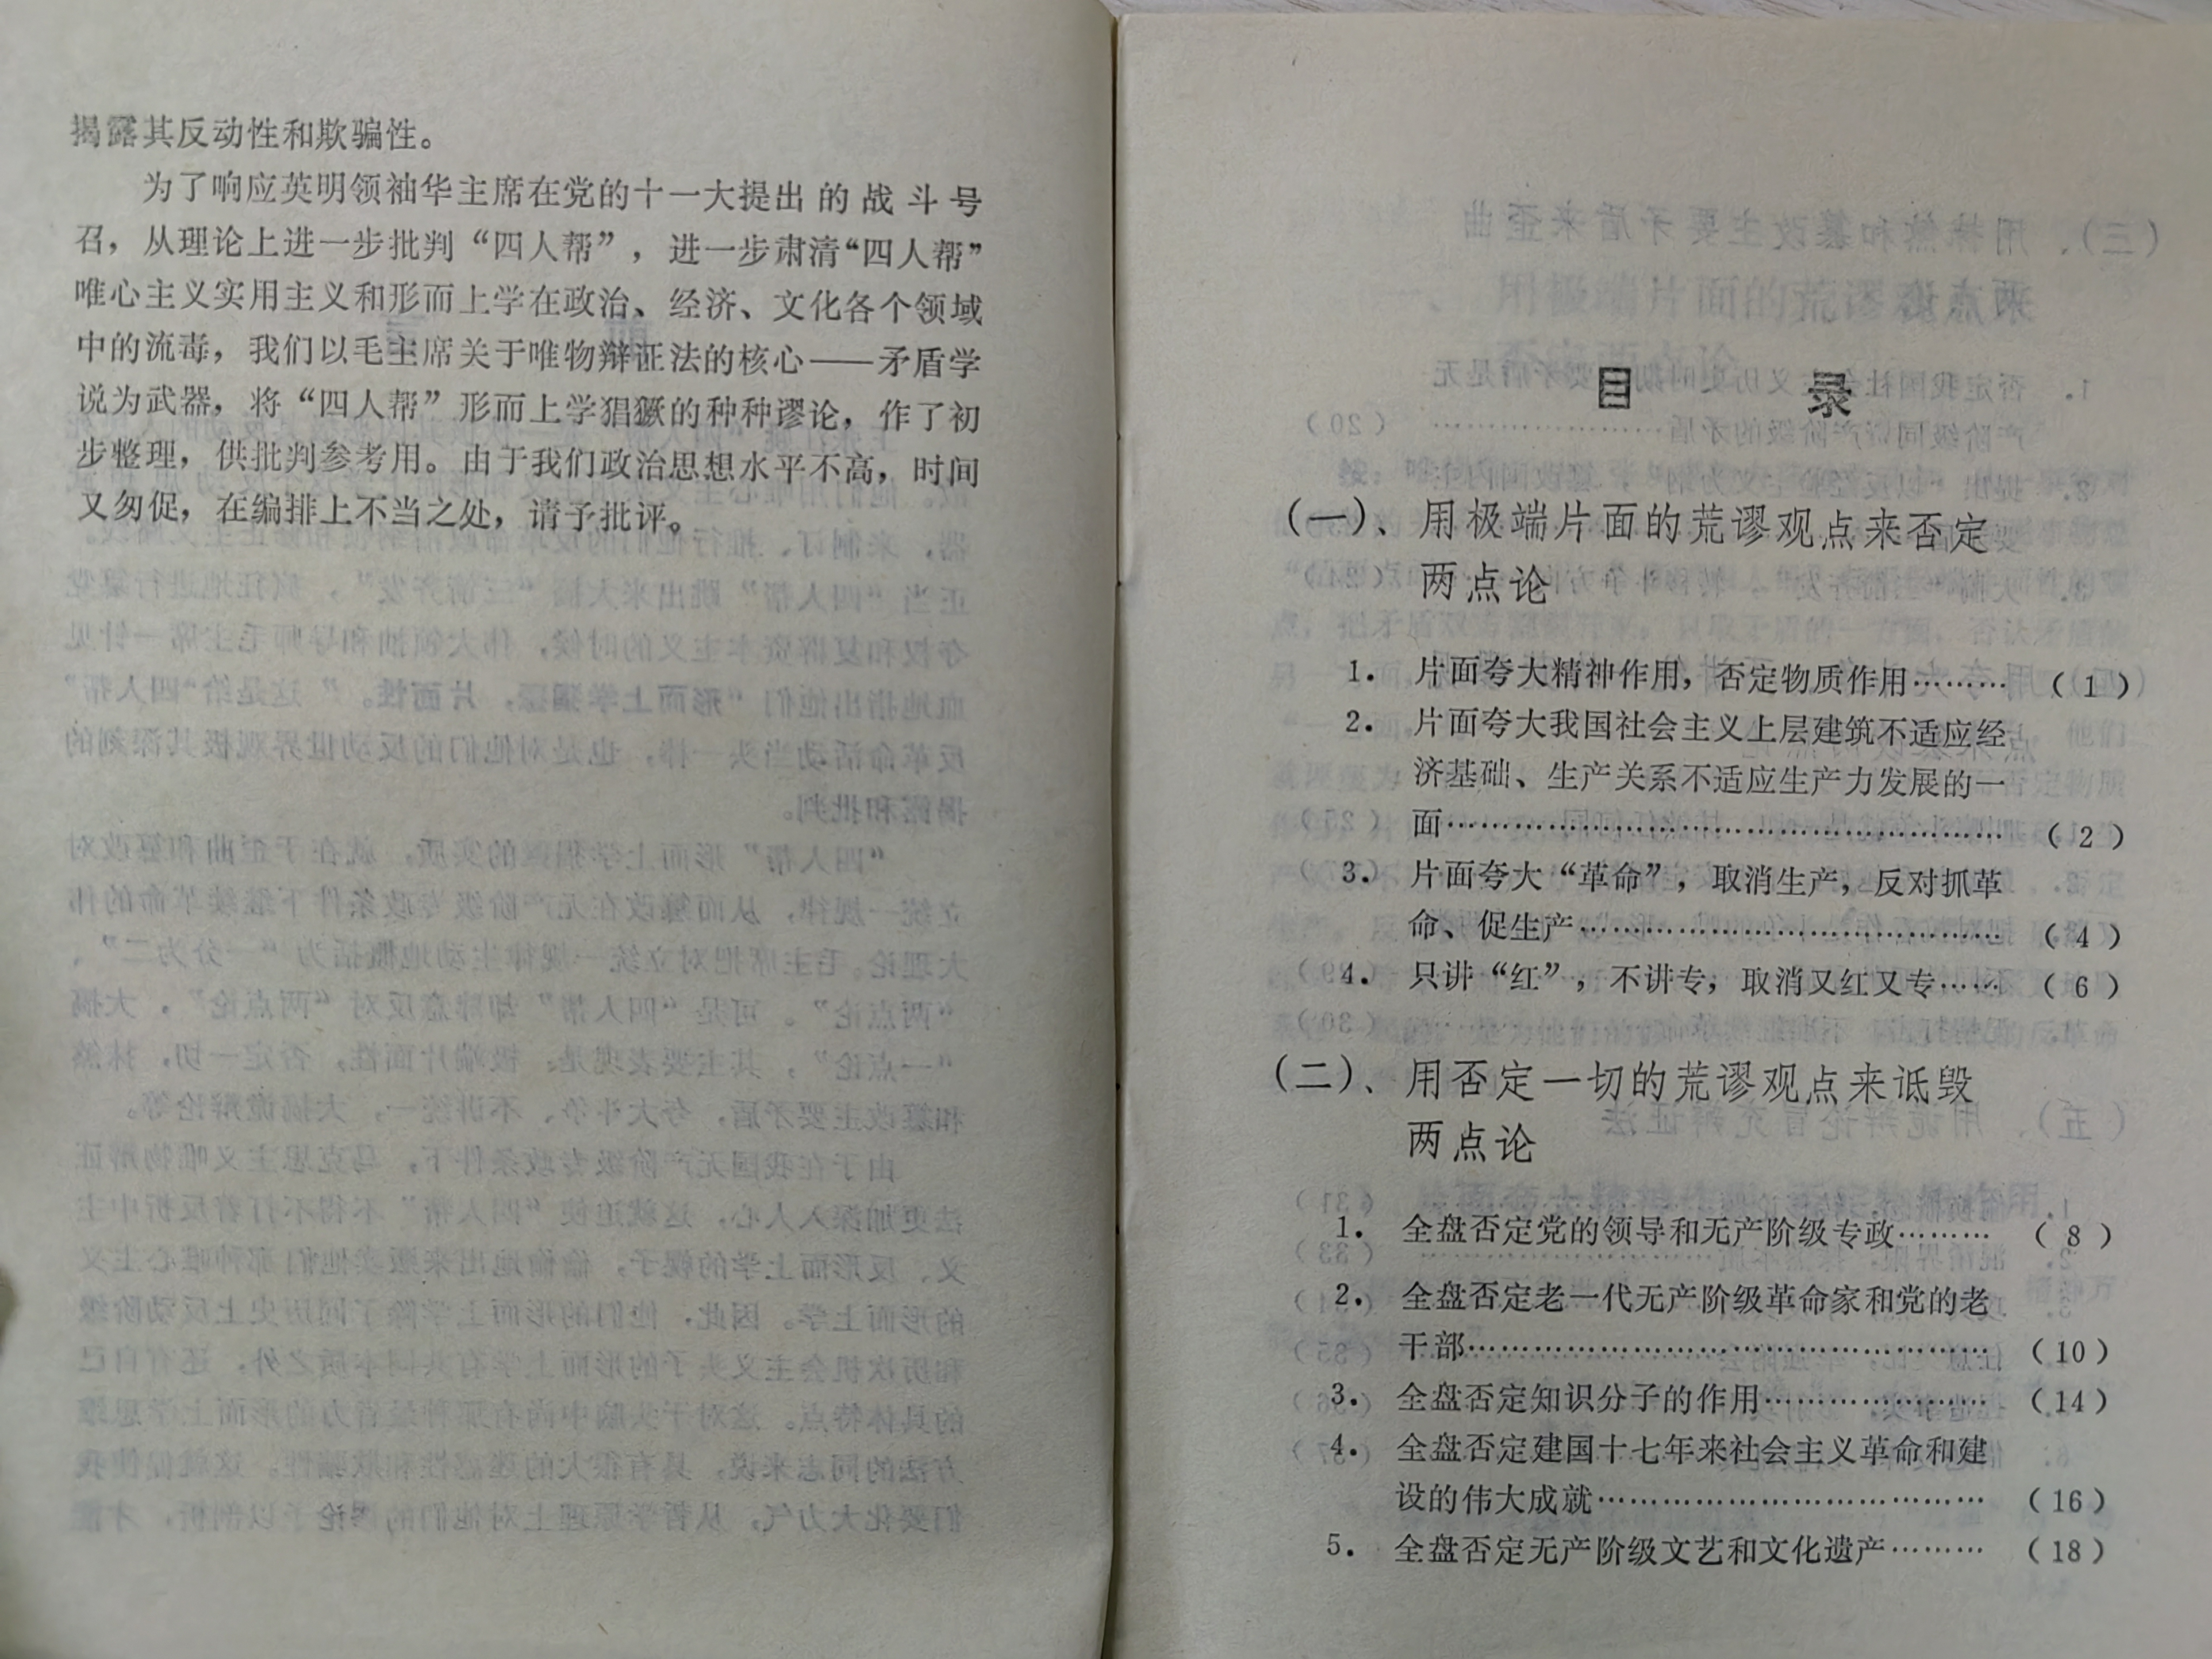 揭露其反动性和欺骗性。
为了响应英明领袖华主席在党的十一大提出的战斗号
召，从理论上进一步批判“四人帮”，进一步肃清“四人帮”
唯心主义实用主义和形而上学在政治、经济、文化各个领域
中的流毒，我们以毛主席关于唯物辩证法的核心——矛盾学
说为武器，将“四人帮”形而上学猖獗的种种谬论，作了初
步整理，供批判参考用。由于我们政治思想水平不高，时间
又匆促，在编排上不当之处，请予批评。
目 录
（一）、用极端片面的荒谬观点来否定
两点论
1． 片面夸大精神作用，否定物质作用………（1）
2． 片面夸大我国社会主义上层建筑不适应经
济基础、生产关系不适应生产力发展的一
面………………………………………………（2）
3． 片面夸大“革命”，取消生产，反对抓革
命、促生产……………………………………（4）
4． 只讲“红”，不讲专，取消又红又专……（6）
（二）、用否定一切的荒谬观点来诋毁
两点论
1． 全盘否定党的领导和无产阶级专政………（8）
2． 全盘否定老一代无产阶级革命家和党的老
干部……………………………………………（10）
3． 全盘否定知识分子的作用…………………（14）
4． 全盘否定建国十七年来社会主义革命和建
设的伟大成就…………………………………（16）
5． 全盘否定无产阶级文艺和文化遗产………（18）